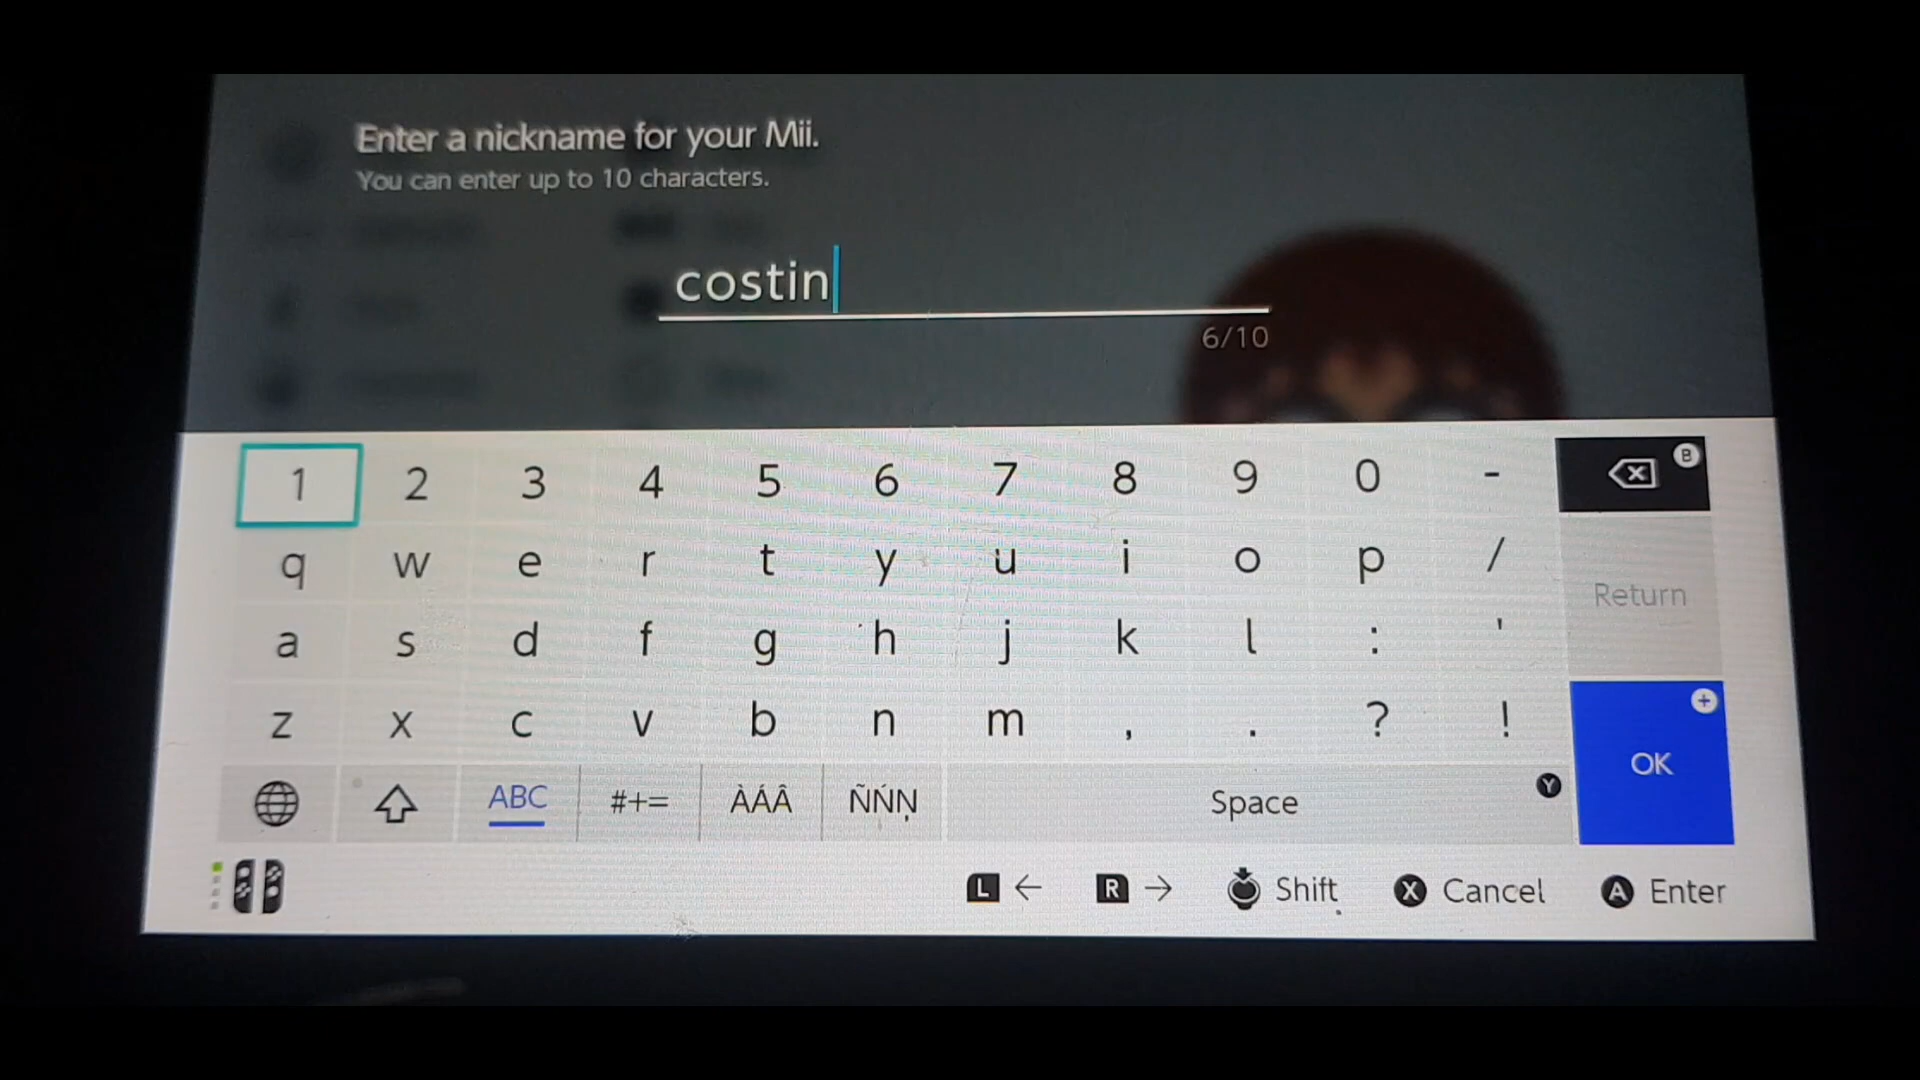 Enter a nickname for your Mii.
You can enter up to 10 characters.
costin
6/10
1 2 3 4 5 6 7 8 9 0 - B
q w e r t y u i o p /
Return
a s d f g h j k l : '
z x c v b n m , . ? ! +
OK
ABC #+= ÀÁÂ ÑŃŅ Space Y
L ← R → Shift X Cancel A Enter